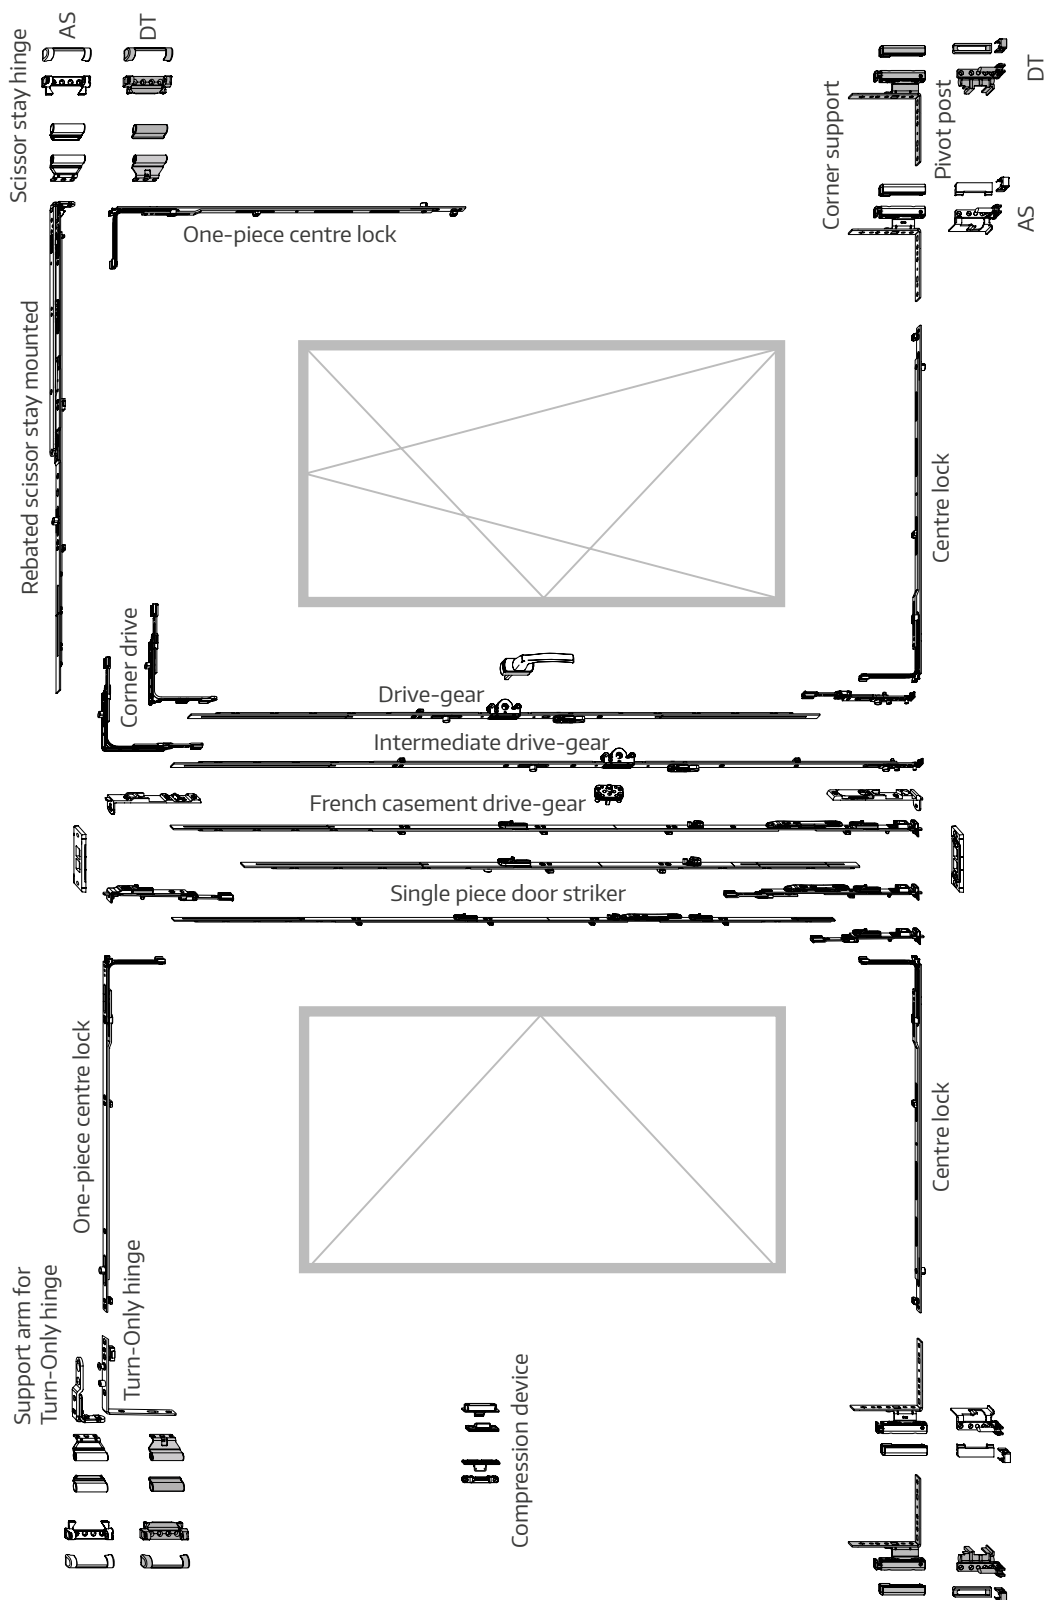 Scissor stay hinge
AS
DT
Corner support
Pivot post
DT
AS
One-piece centre lock
Rebated scissor stay mounted
Centre lock
Corner drive
Drive-gear
Intermediate drive-gear
French casement drive-gear
Single piece door striker
One-piece centre lock
Centre lock
Support arm for
Turn-Only hinge
Turn-Only hinge
Compression device